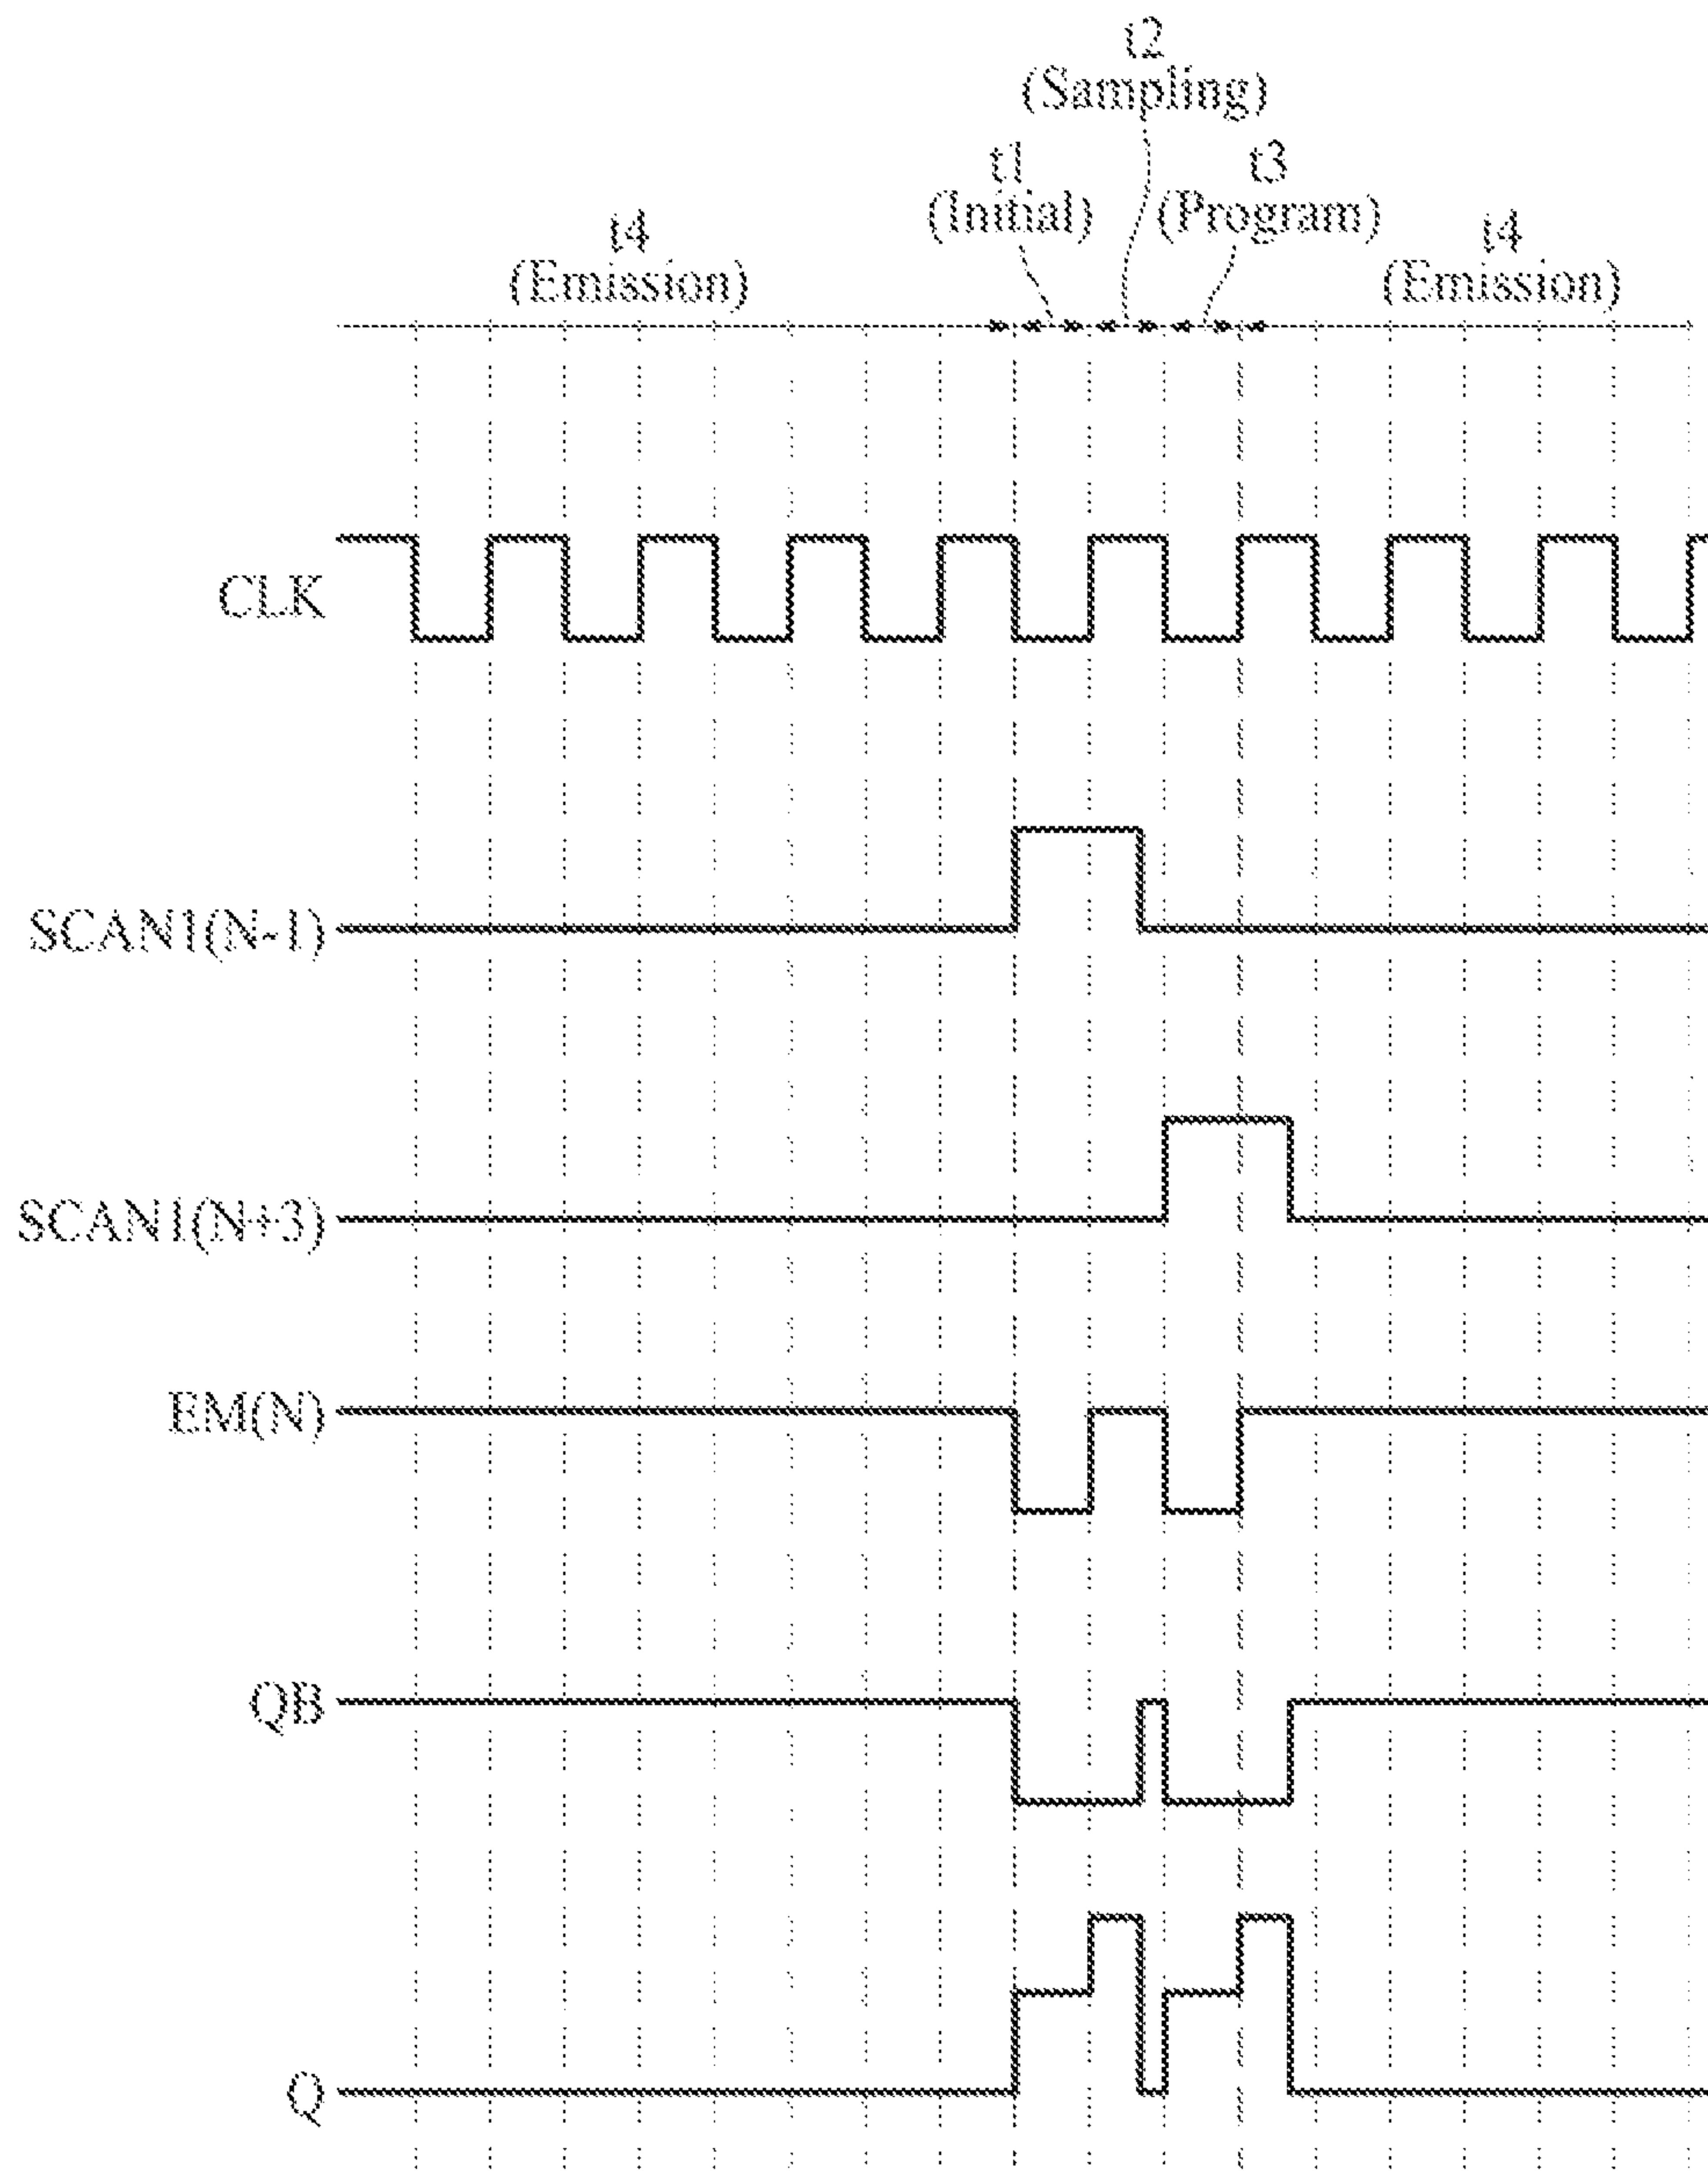 t2
(Sampling)
t1
(Initial)
t3
(Program)
t4
(Emission)
t4
(Emission)
CLK
SCAN1(N-1)
SCAN1(N+3)
EM(N)
QB
Q